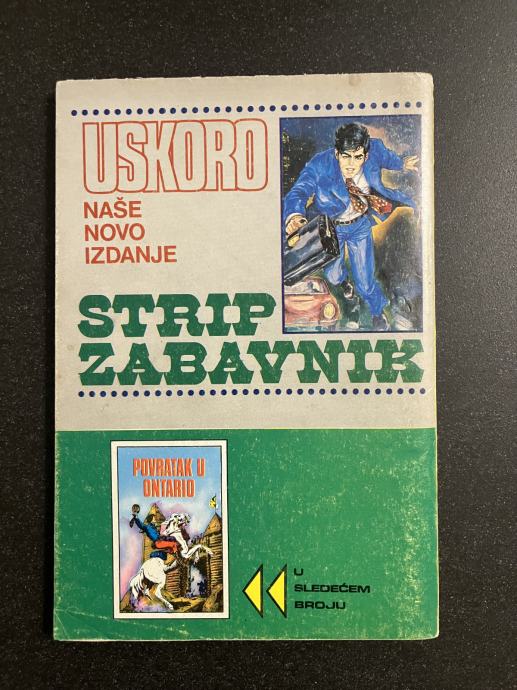 USKORO
NAŠE
NOVO
IZDANJE
STRIP
ZABAVNIK
POVRATAK U
ONTARIO
U
SLEDEĆEM
BROJU